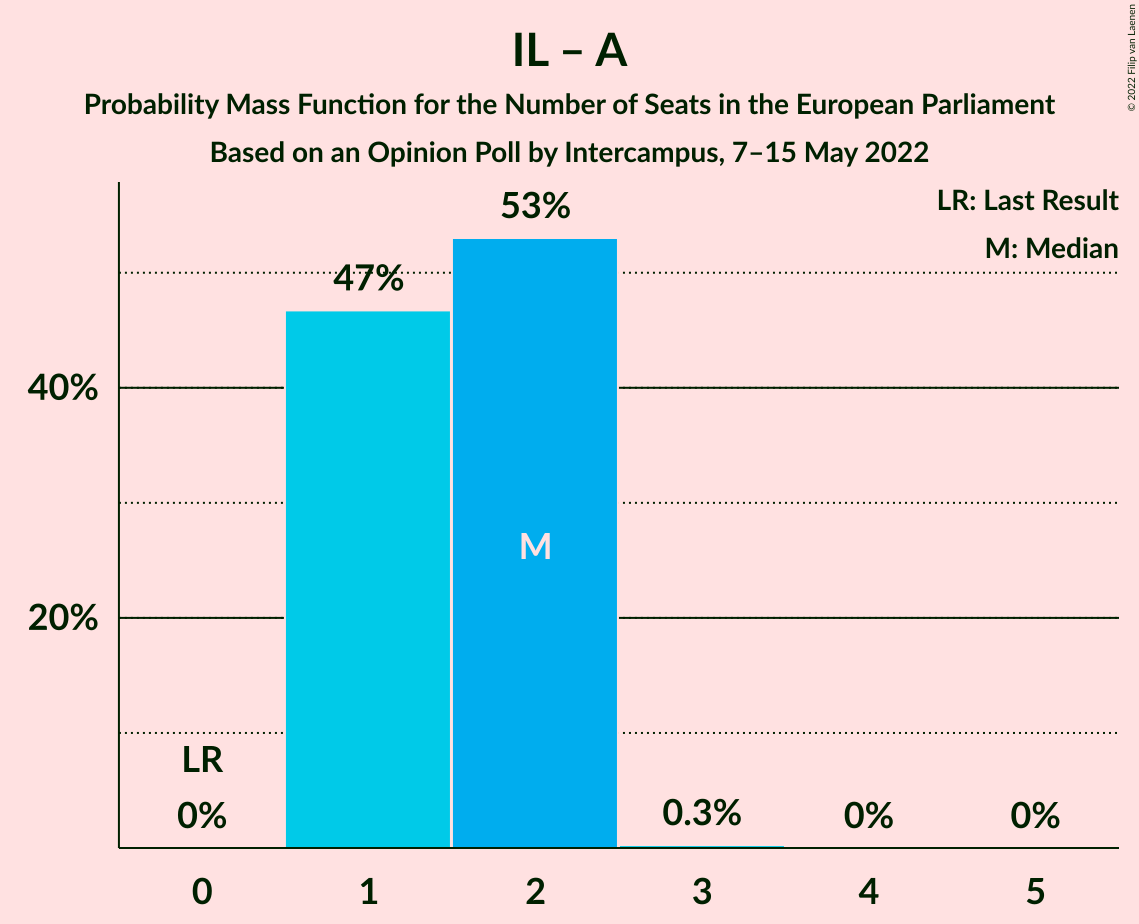 IL – A
Probability Mass Function for the Number of Seats in the European Parliament
Based on an Opinion Poll by Intercampus, 7–15 May 2022
© 2022 Filip van Laenen
LR: Last Result
M: Median
53%
47%
40%
M
20%
LR
0%
0.3%
0%
0%
0 1 2 3 4 5